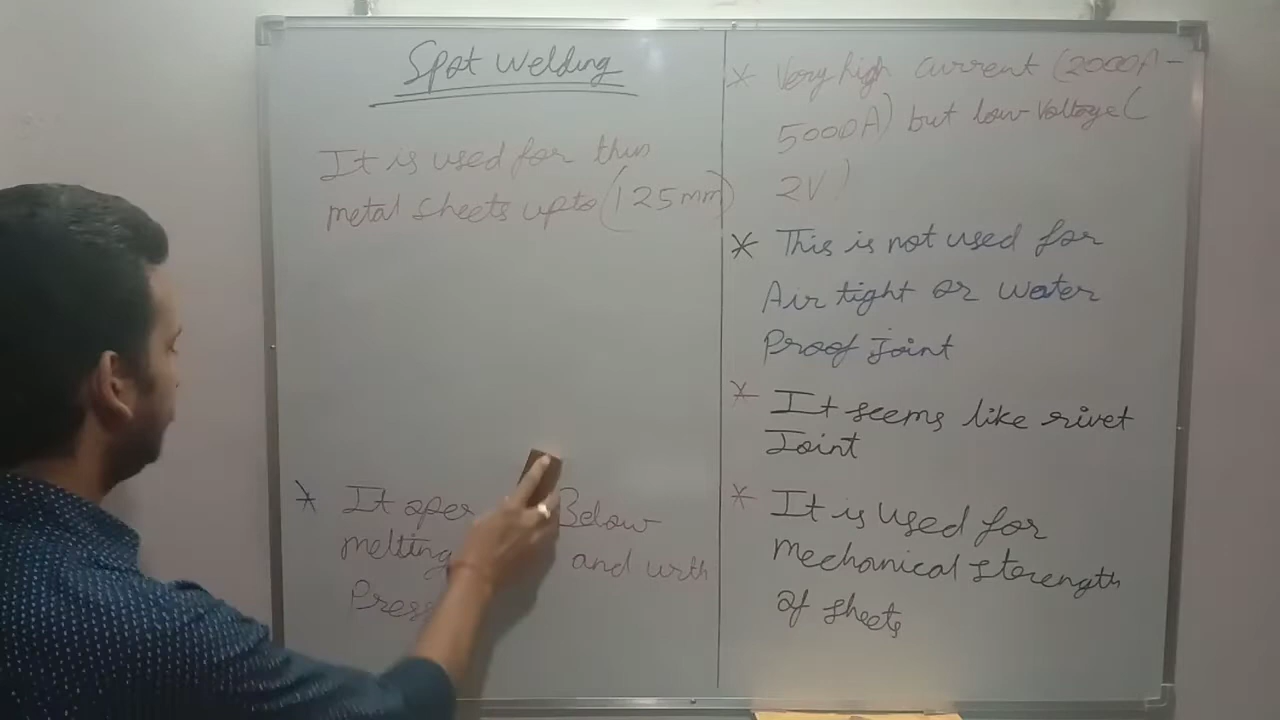 Spot Welding
It is used for thin
metal sheets upto (125mm)
* It oper Below
melting and with
Press
* Very high current (2000A-
5000A) but low voltage (
2V)
* This is not used for
Air tight or water
Proof joint
* It seems like rivet
Joint
* It is used for
Mechanical strength
of sheets